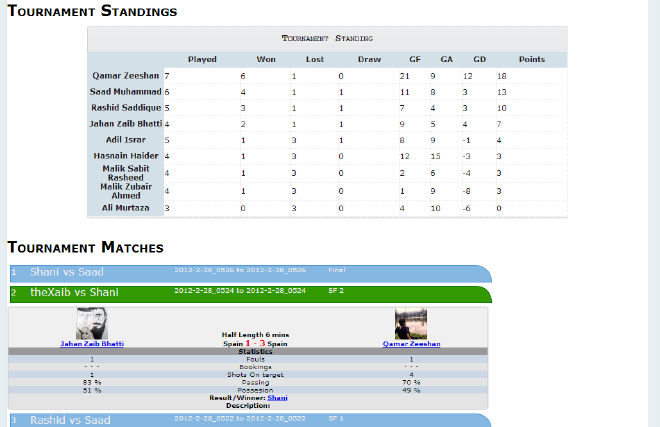 Tournament Standings
Tournament Standing
Played Won Lost Draw GF GA GD Points
Qamar Zeeshan 7 6 1 0 21 9 12 18
Saad Muhammad 6 4 1 1 11 8 3 13
Rashid Saddique 5 3 1 1 7 4 3 10
Jahan Zaib Bhatti 4 2 1 1 9 5 4 7
Adil Israr 5 1 3 1 8 9 -1 4
Hasnain Haider 4 1 3 0 12 15 -3 3
Malik Sabit Rasheed 4 1 3 0 2 6 -4 3
Malik Zubair Ahmed 4 1 3 0 1 9 -8 3
Ali Murtaza 3 0 3 0 4 10 -6 0
Tournament Matches
1 Shani vs Saad 2012-2-28_0526 to 2012-2-28_0526 Final
2 theXaib vs Shani 2012-2-28_0524 to 2012-2-28_0524 SF 2
Half Length 6 mins
Jahan Zaib Bhatti Spain 1 - 3 Spain Qamar Zeeshan
Statistics
1 Fouls 1
- - - Bookings - - -
1 Shots On target 4
83 % Passing 70 %
51 % Possesion 49 %
Result/Winner: Shani
Description:
3 Rashid vs Saad 2012-2-28_0522 to 2012-2-28_0522 SF 1